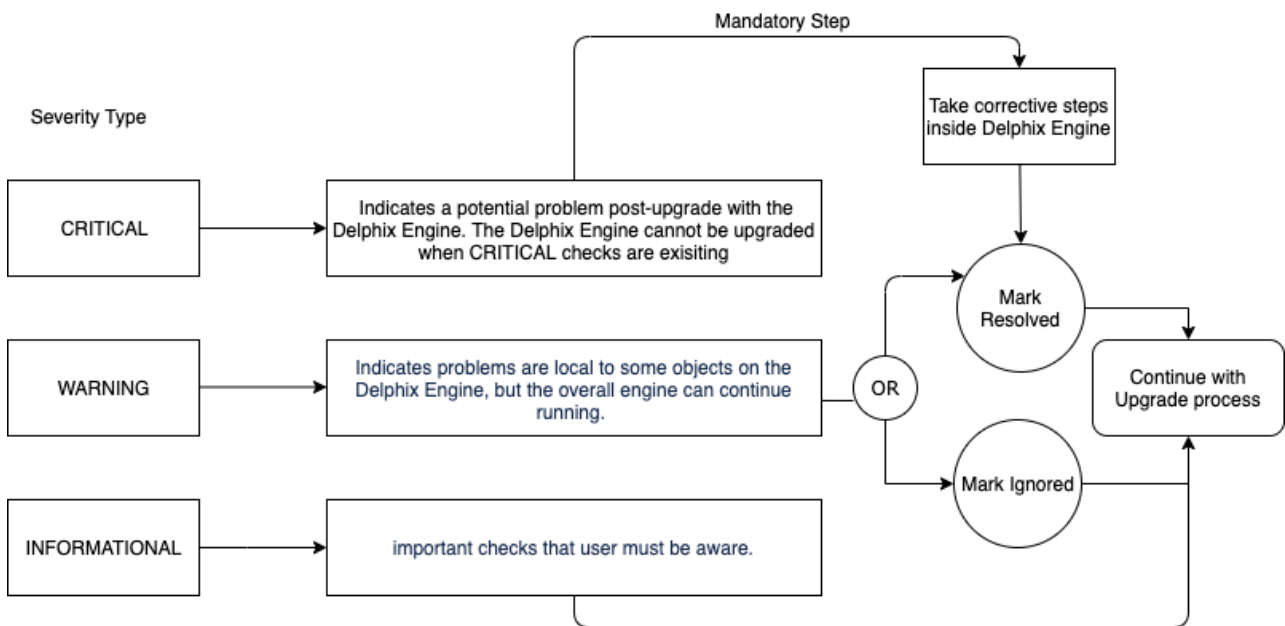 Mandatory Step
Severity Type
Take corrective steps
inside Delphix Engine
CRITICAL
Indicates a potential problem post-upgrade with the
Delphix Engine. The Delphix Engine cannot be upgraded
when CRITICAL checks are exisiting
Mark
Resolved
WARNING
Indicates problems are local to some objects on the
Delphix Engine, but the overall engine can continue
running.
OR
Continue with
Upgrade process
Mark Ignored
INFORMATIONAL
important checks that user must be aware.